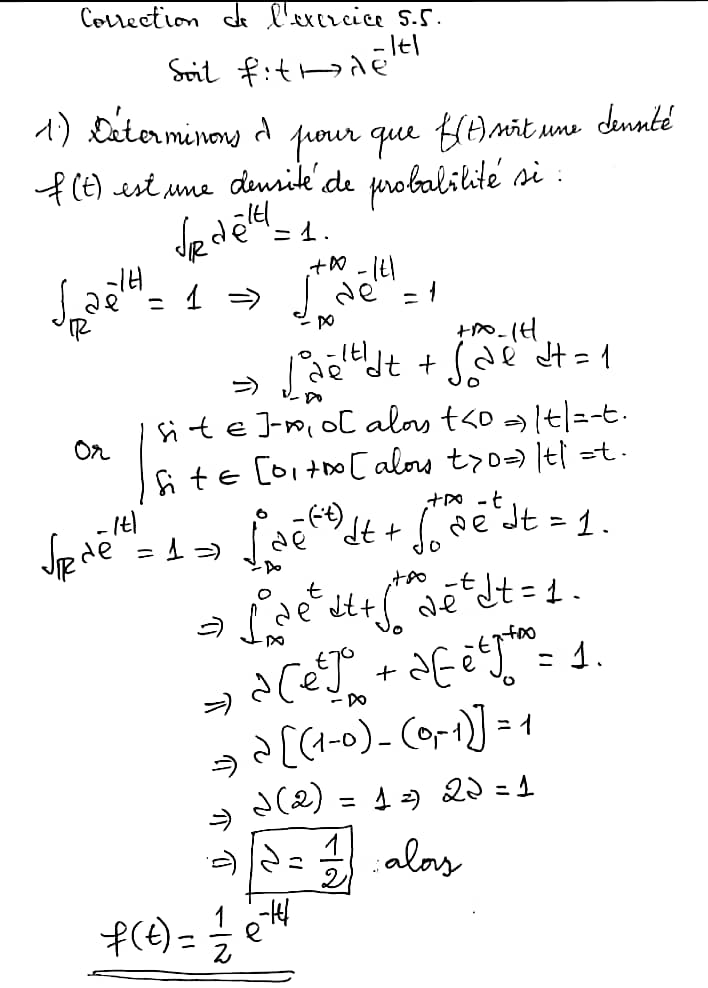 Correction de l'exercice 5.5.
Soit f : t ↦ λe^{-|t|}
1) Déterminons λ pour que f(t) soit une densité
f(t) est une densité de probabilité si :
∫_ℝ λe^{-|t|} = 1.
∫_ℝ λe^{-|t|} = 1 ⇒ ∫_{-∞}^{+∞} λe^{-|t|} = 1
⇒ ∫_{-∞}^{0} λe^{-|t|} dt + ∫_{0}^{+∞} λe^{-|t|} dt = 1
Or | Si t ∈ ]-∞, 0[ alors t<0 ⇒ |t| = -t.
| Si t ∈ [0, +∞[ alors t>0 ⇒ |t| = t.
∫_ℝ λe^{-|t|} = 1 ⇒ ∫_{-∞}^{0} λe^{-(-t)} dt + ∫_{0}^{+∞} λe^{-t} dt = 1.
⇒ ∫_{-∞}^{0} λe^{t} dt + ∫_{0}^{+∞} λe^{-t} dt = 1.
⇒ λ[e^{t}]_{-∞}^{0} + λ[-e^{-t}]_{0}^{+∞} = 1.
⇒ λ[(1-0) - (0,-1)] = 1
⇒ λ(2) = 1 ⇒ 2λ = 1
⇒ λ = 1/2 alors
f(t) = 1/2 e^{-|t|}